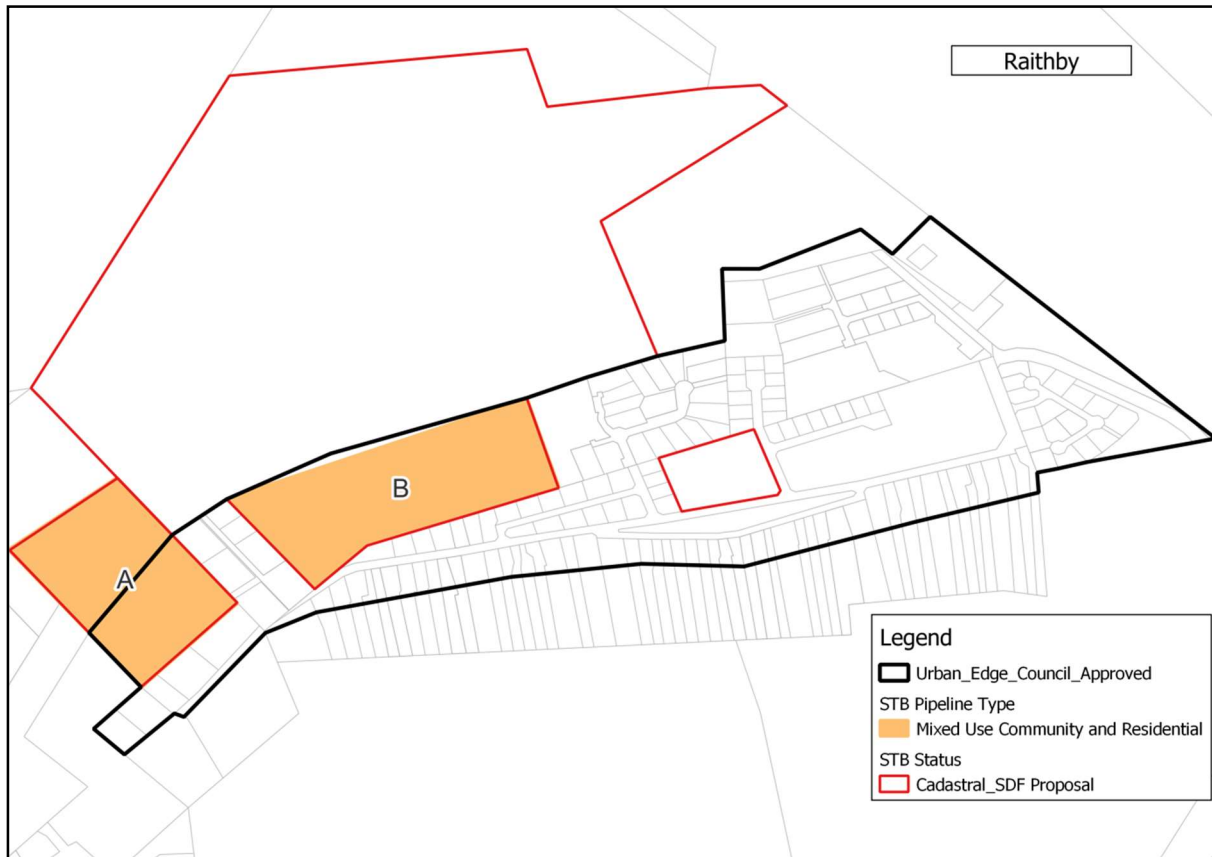 Raithby
B
A
Legend
Urban_Edge_Council_Approved
STB Pipeline Type
Mixed Use Community and Residential
STB Status
Cadastral_SDF Proposal